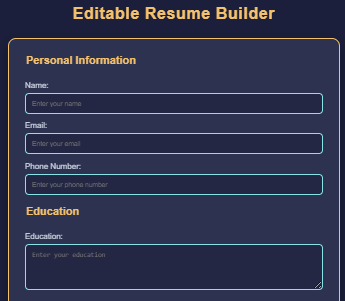 Editable Resume Builder
Personal Information
Name:
Enter your name
Email:
Enter your email
Phone Number:
Enter your phone number
Education
Education:
Enter your education